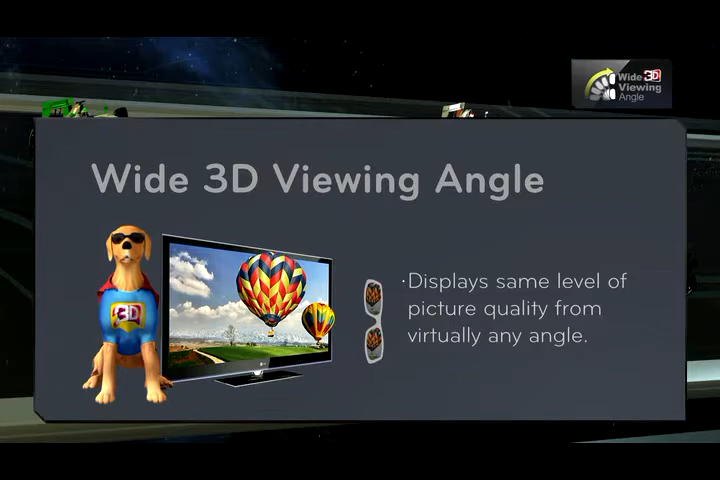 Wide 3D
Viewing
Angle
Wide 3D Viewing Angle
3D
·Displays same level of
picture quality from
virtually any angle.